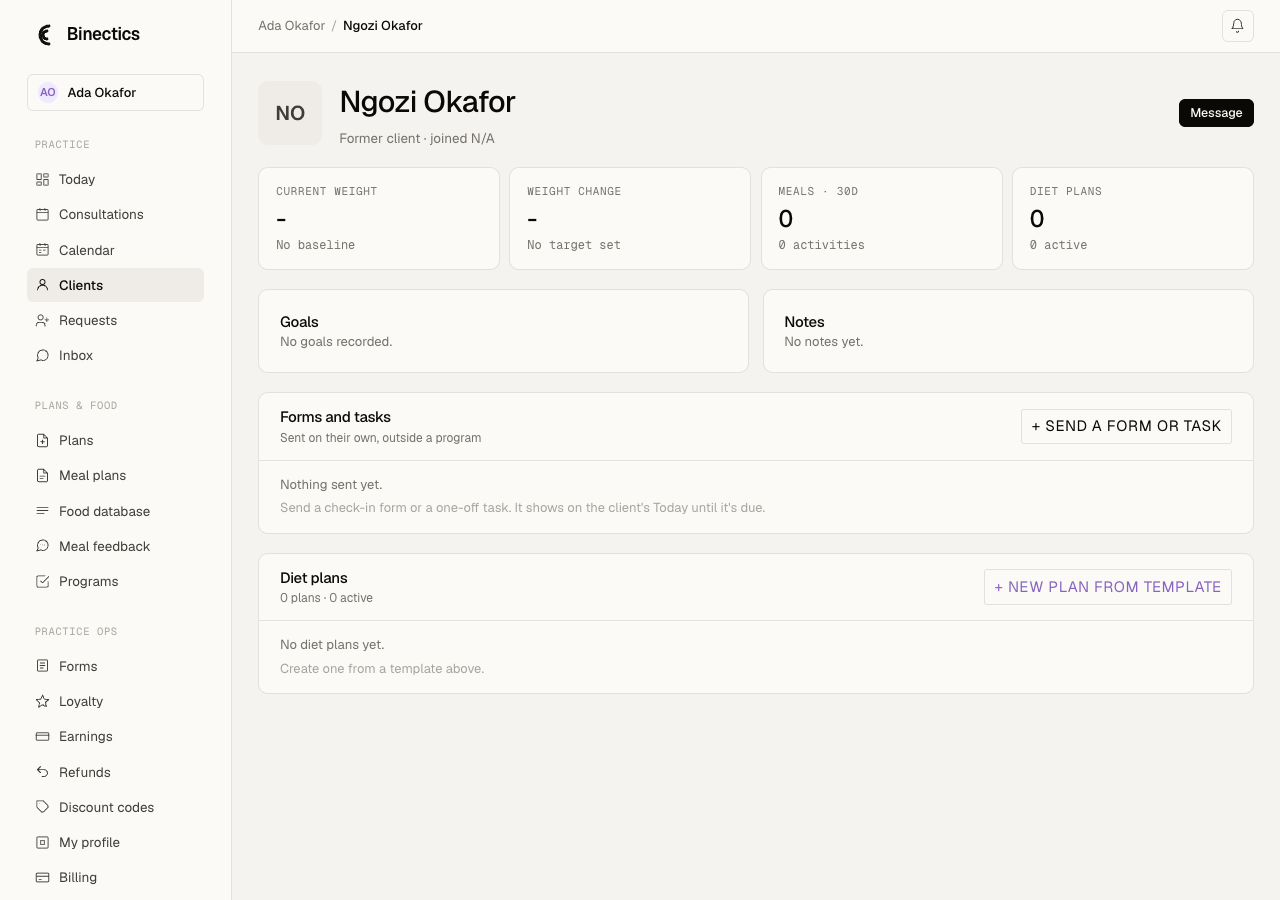 Binectics
AO Ada Okafor
PRACTICE
Today
Consultations
Calendar
Clients
Requests
Inbox
PLANS & FOOD
Plans
Meal plans
Food database
Meal feedback
Programs
PRACTICE OPS
Forms
Loyalty
Earnings
Refunds
Discount codes
My profile
Billing
Ada Okafor / Ngozi Okafor
NO
Ngozi Okafor
Former client · joined N/A
Message
CURRENT WEIGHT
-
No baseline
WEIGHT CHANGE
-
No target set
MEALS · 30D
0
0 activities
DIET PLANS
0
0 active
Goals
No goals recorded.
Notes
No notes yet.
Forms and tasks
Sent on their own, outside a program
+ SEND A FORM OR TASK
Nothing sent yet.
Send a check-in form or a one-off task. It shows on the client's Today until it's due.
Diet plans
0 plans · 0 active
+ NEW PLAN FROM TEMPLATE
No diet plans yet.
Create one from a template above.